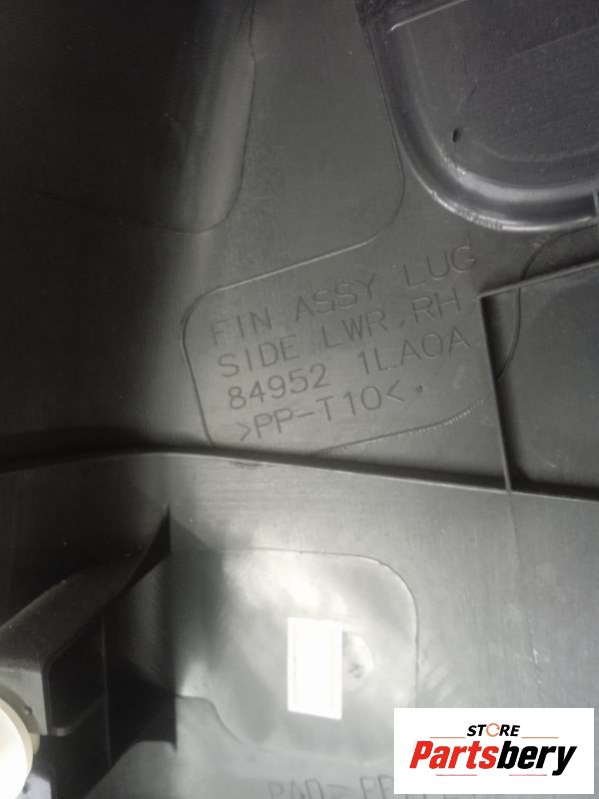 FIN ASSY LUG
SIDE LWR, RH
84952 1LA0A
>PP-T10<
STORE
Partsbery